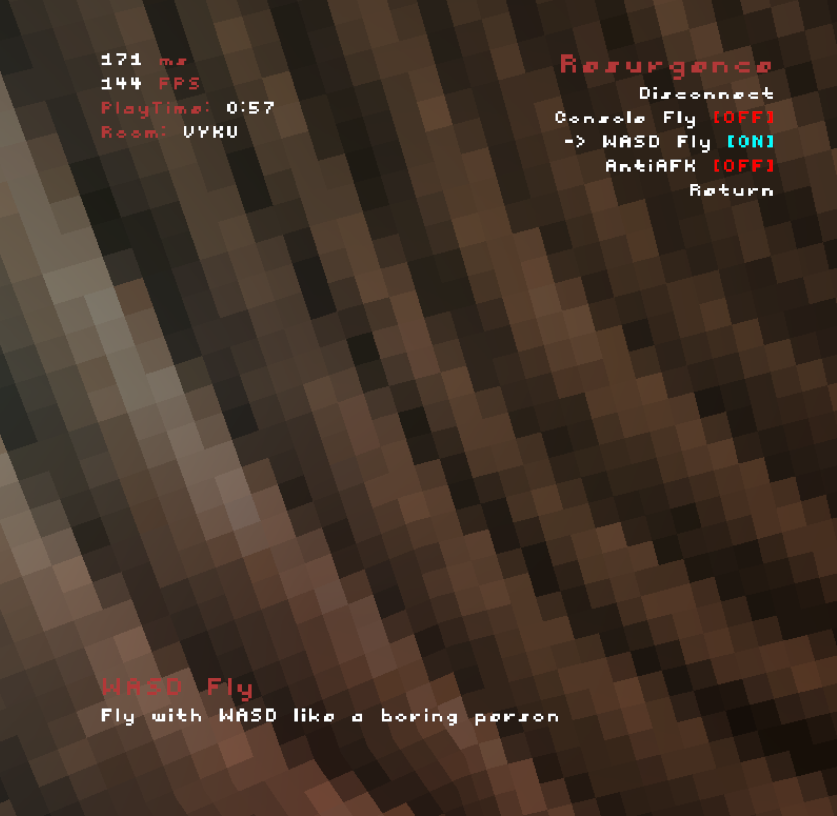 171 ms
144 FPS
PlayTime: 0:57
Room: VYKU
Resurgence
Disconnect
Console Fly [OFF]
-> WASD Fly [ON]
AntiAFK [OFF]
Return
WASD Fly
Fly with WASD like a boring person